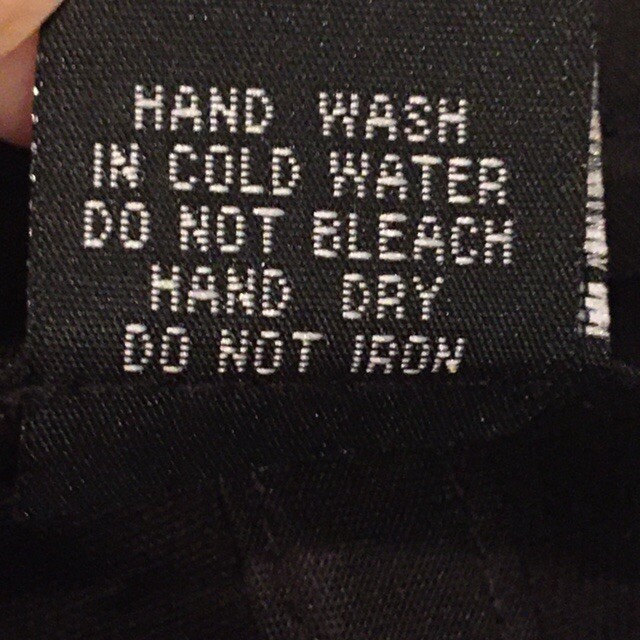 HAND WASH
IN COLD WATER
DO NOT BLEACH
HAND DRY
DO NOT IRON